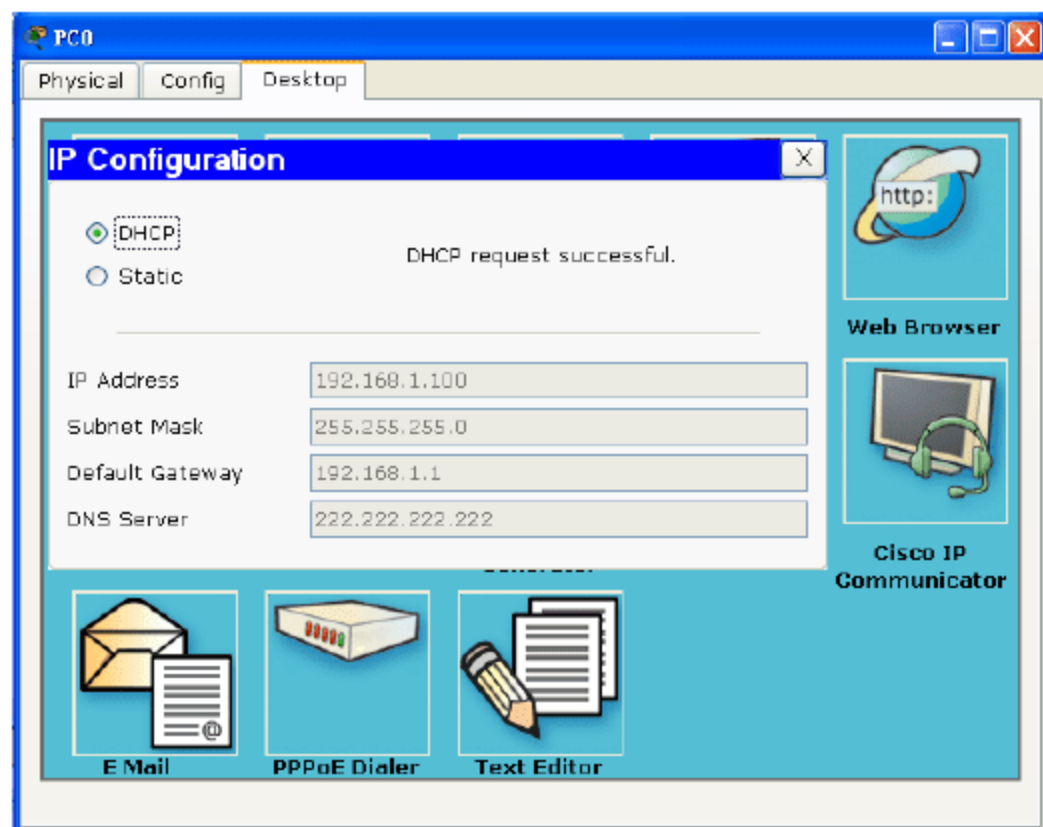 PC0
Physical Config Desktop
IP Configuration X
http:
DHCP
DHCP request successful.
Static
Web Browser
IP Address 192.168.1.100
Subnet Mask 255.255.255.0
Default Gateway 192.168.1.1
DNS Server 222.222.222.222
Cisco IP
Communicator
@
E Mail PPPoE Dialer Text Editor